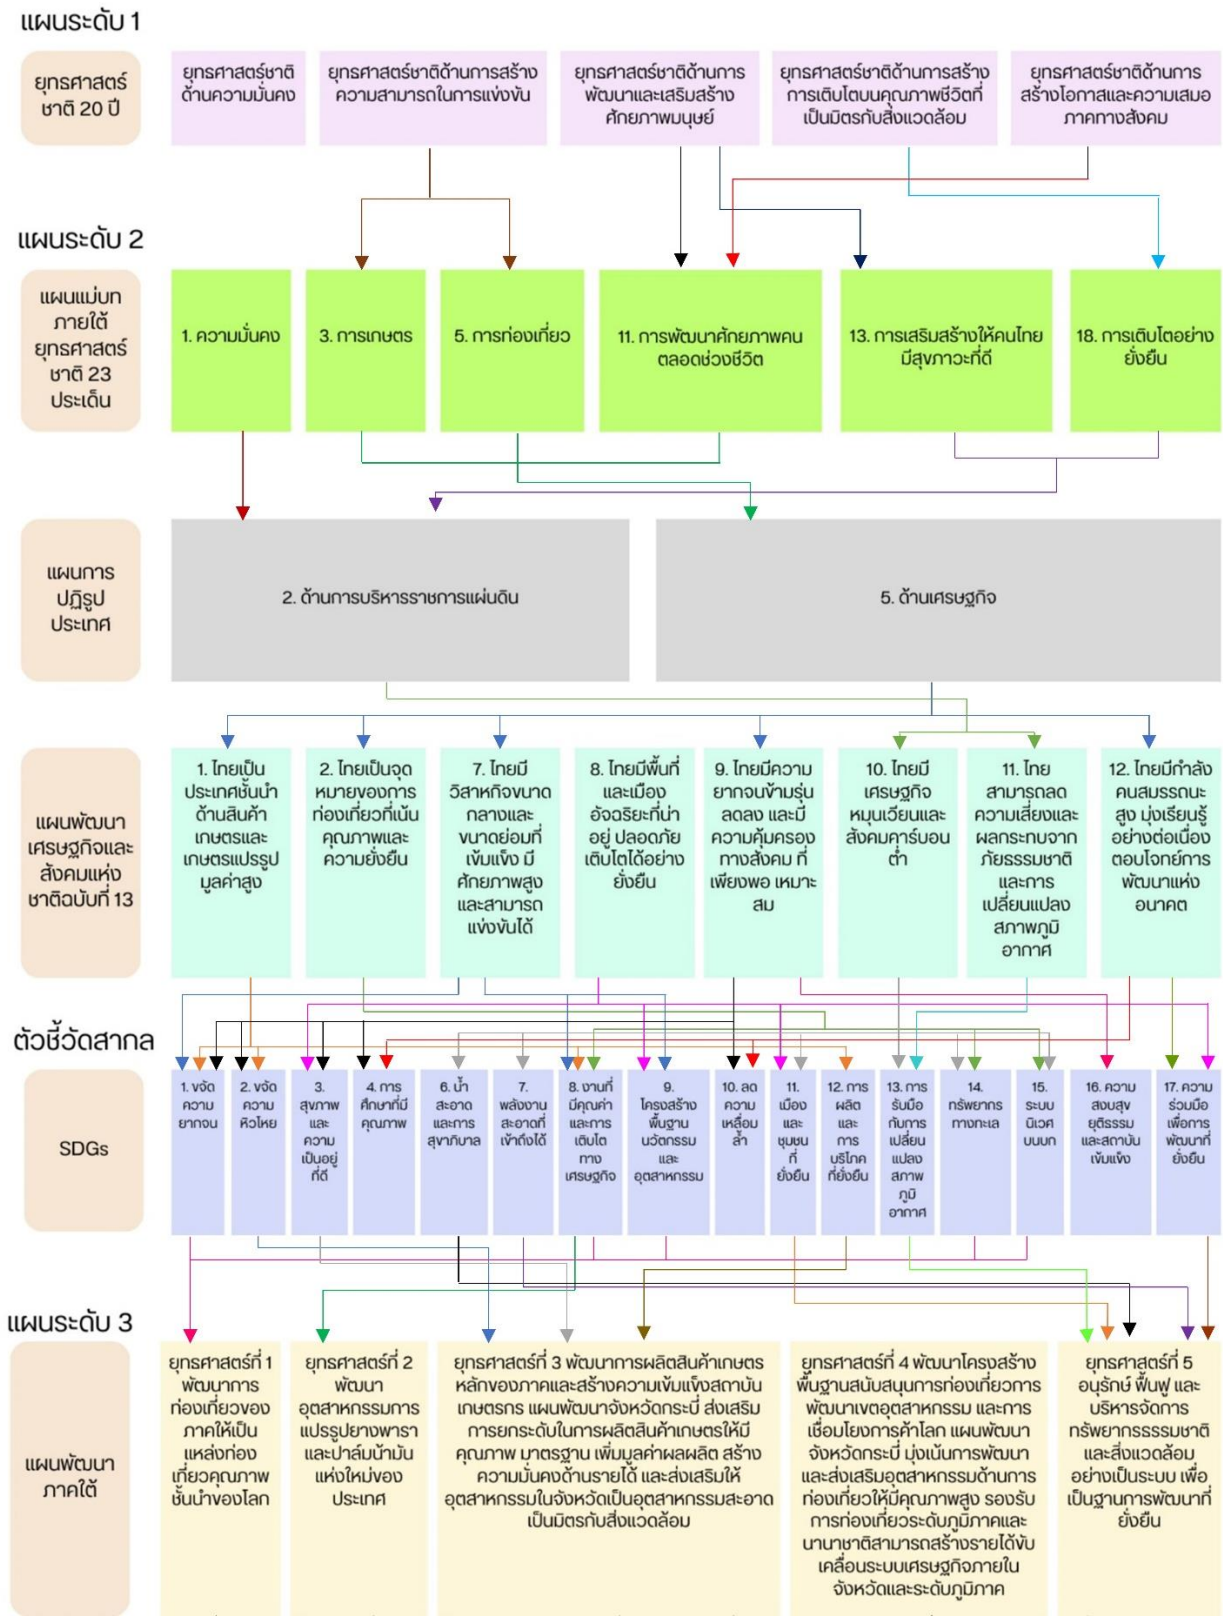 แผนระดับ 1
ยุทธศาสตร์
ชาติ 20 ปี
ยุทธศาสตร์ชาติ
ด้านความมั่นคง
ยุทธศาสตร์ชาติด้านการสร้าง
ความสามารถในการแข่งขัน
ยุทธศาสตร์ชาติด้านการ
พัฒนาและเสริมสร้าง
ศักยภาพมนุษย์
ยุทธศาสตร์ชาติด้านการสร้าง
การเติบโตบนคุณภาพชีวิตที่
เป็นมิตรกับสิ่งแวดล้อม
ยุทธศาสตร์ชาติด้านการ
สร้างโอกาสและความเสมอ
ภาคทางสังคม
แผนระดับ 2
แผนแม่บท
ภายใต้
ยุทธศาสตร์
ชาติ 23
ประเด็น
1. ความมั่นคง
3. การเกษตร
5. การท่องเที่ยว
11. การพัฒนาศักยภาพคน
ตลอดช่วงชีวิต
13. การเสริมสร้างให้คนไทย
มีสุขภาวะที่ดี
18. การเติบโตอย่าง
ยั่งยืน
แผนการ
ปฏิรูป
ประเทศ
2. ด้านการบริหารราชการแผ่นดิน
5. ด้านเศรษฐกิจ
แผนพัฒนา
เศรษฐกิจและ
สังคมแห่ง
ชาติฉบับที่ 13
1. ไทยเป็น
ประเทศชั้นนำ
ด้านสินค้า
เกษตรและ
เกษตรแปรรูป
มูลค่าสูง
2. ไทยเป็นจุด
หมายของการ
ท่องเที่ยวที่เน้น
คุณภาพและ
ความยั่งยืน
7. ไทยมี
วิสาหกิจขนาด
กลางและ
ขนาดย่อมที่
เข้มแข็ง มี
ศักยภาพสูง
และสามารถ
แข่งขันได้
8. ไทยมีพื้นที่
และเมือง
อัจฉริยะที่น่า
อยู่ ปลอดภัย
เติบโตได้อย่าง
ยั่งยืน
9. ไทยมีความ
ยากจนข้ามรุ่น
ลดลง และมี
ความคุ้มครอง
ทางสังคม ที่
เพียงพอ เหมาะ
สม
10. ไทยมี
เศรษฐกิจ
หมุนเวียนและ
สังคมคาร์บอน
ต่ำ
11. ไทย
สามารถลด
ความเสี่ยงและ
ผลกระทบจาก
ภัยธรรมชาติ
และการ
เปลี่ยนแปลง
สภาพภูมิ
อากาศ
12. ไทยมีกำลัง
คนสมรรถนะ
สูง มุ่งเรียนรู้
อย่างต่อเนื่อง
ตอบโจทย์การ
พัฒนาแห่ง
อนาคต
ตัวชี้วัดสากล
SDGs
1. ขจัด
ความ
ยากจน
2. ขจัด
ความ
หิวโหย
3.
สุขภาพ
และ
ความ
เป็นอยู่
ที่ดี
4. การ
ศึกษาที่มี
คุณภาพ
6. น้ำ
สะอาด
และการ
สุขาภิบาล
7.
พลังงาน
สะอาดที่
เข้าถึงได้
8. งานที่
มีคุณค่า
และการ
เติบโต
ทาง
เศรษฐกิจ
9.
โครงสร้าง
พื้นฐาน
นวัตกรรม
และ
อุตสาหกรรม
10. ลด
ความ
เหลื่อม
ล้ำ
11.
เมือง
และ
ชุมชน
ที่
ยั่งยืน
12. การ
ผลิต
และ
การ
บริโภค
ที่ยั่งยืน
13. การ
รับมือ
กับการ
เปลี่ยน
แปลง
สภาพ
ภูมิ
อากาศ
14.
ทรัพยากร
ทางทะเล
15.
ระบบ
นิเวศ
บนบก
16. ความ
สงบสุข
ยุติธรรม
และสถาบัน
เข้มแข็ง
17. ความ
ร่วมมือ
เพื่อการ
พัฒนาที่
ยั่งยืน
แผนระดับ 3
แผนพัฒนา
ภาคใต้
ยุทธศาสตร์ที่ 1
พัฒนาการ
ท่องเที่ยวของ
ภาคให้เป็น
แหล่งท่อง
เที่ยวคุณภาพ
ชั้นนำของโลก
ยุทธศาสตร์ที่ 2
พัฒนา
อุตสาหกรรมการ
แปรรูปยางพารา
และปาล์มน้ำมัน
แห่งใหม่ของ
ประเทศ
ยุทธศาสตร์ที่ 3 พัฒนาการผลิตสินค้าเกษตร
หลักของภาคและสร้างความเข้มแข็งสถาบัน
เกษตรกร แผนพัฒนาจังหวัดกระบี่ ส่งเสริม
การยกระดับในการผลิตสินค้าเกษตรให้มี
คุณภาพ มาตรฐาน เพิ่มมูลค่าผลผลิต สร้าง
ความมั่นคงด้านรายได้ และส่งเสริมให้
อุตสาหกรรมในจังหวัดเป็นอุตสาหกรรมสะอาด
เป็นมิตรกับสิ่งแวดล้อม
ยุทธศาสตร์ที่ 4 พัฒนาโครงสร้าง
พื้นฐานสนับสนุนการท่องเที่ยวการ
พัฒนาเขตอุตสาหกรรม และการ
เชื่อมโยงการค้าโลก แผนพัฒนา
จังหวัดกระบี่ มุ่งเน้นการพัฒนา
และส่งเสริมอุตสาหกรรมด้านการ
ท่องเที่ยวให้มีคุณภาพสูง รองรับ
การท่องเที่ยวระดับภูมิภาคและ
นานาชาติสามารถสร้างรายได้ขับ
เคลื่อนระบบเศรษฐกิจภายใน
จังหวัดและระดับภูมิภาค
ยุทธศาสตร์ที่ 5
อนุรักษ์ ฟื้นฟู และ
บริหารจัดการ
ทรัพยากรธรรมชาติ
และสิ่งแวดล้อม
อย่างเป็นระบบ เพื่อ
เป็นฐานการพัฒนาที่
ยั่งยืน